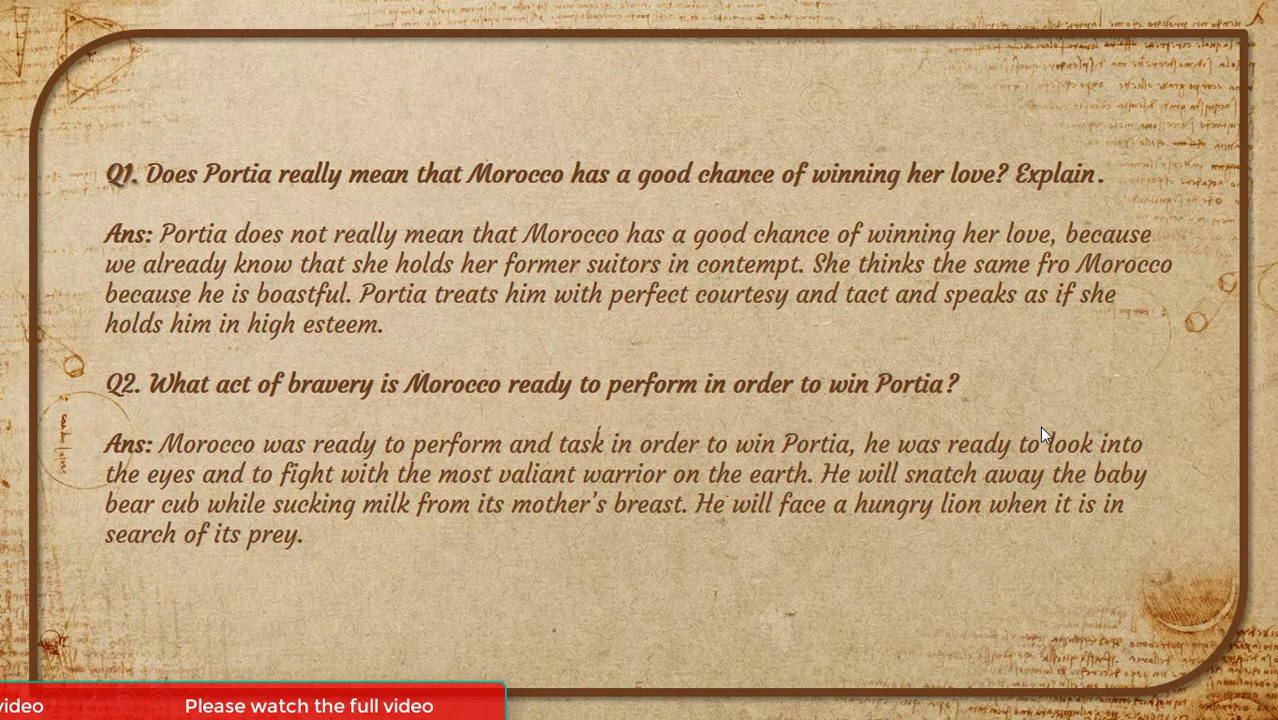 Q1. Does Portia really mean that Morocco has a good chance of winning her love? Explain.
Ans: Portia does not really mean that Morocco has a good chance of winning her love, because
we already know that she holds her former suitors in contempt. She thinks the same fro Morocco
because he is boastful. Portia treats him with perfect courtesy and tact and speaks as if she
holds him in high esteem.
Q2. What act of bravery is Morocco ready to perform in order to win Portia?
Ans: Morocco was ready to perform and task in order to win Portia, he was ready to look into
the eyes and to fight with the most valiant warrior on the earth. He will snatch away the baby
bear cub while sucking milk from its mother's breast. He will face a hungry lion when it is in
search of its prey.
video Please watch the full video